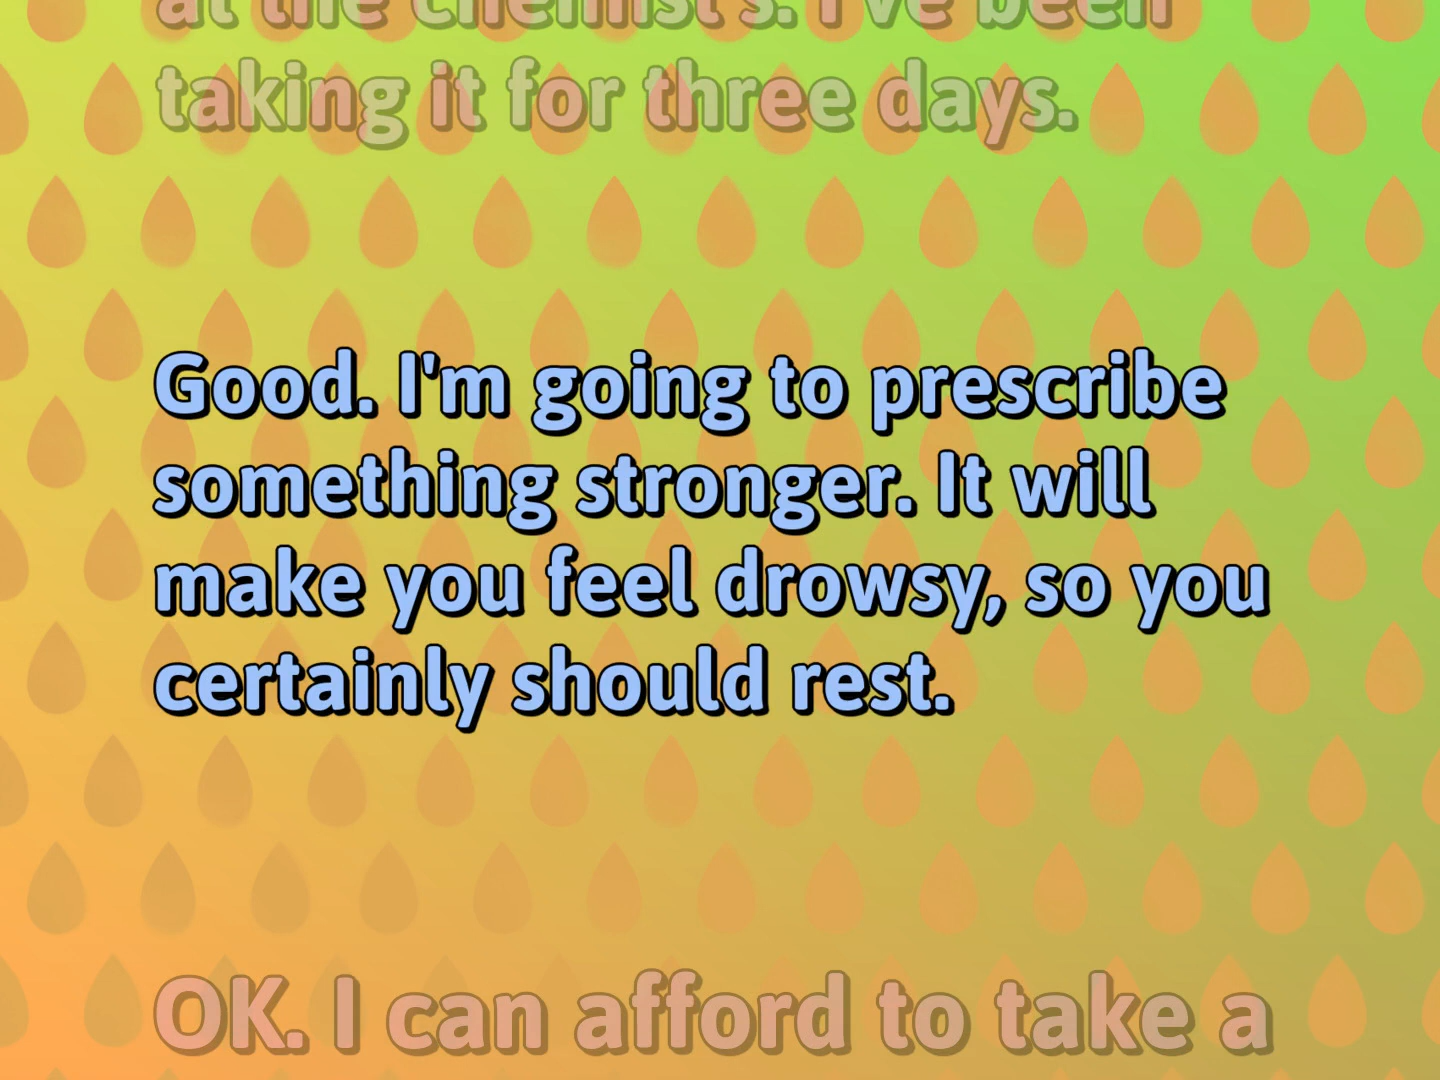 at the chemist's. I've been
taking it for three days.
Good. I'm going to prescribe
something stronger. It will
make you feel drowsy, so you
certainly should rest.
OK. I can afford to take a